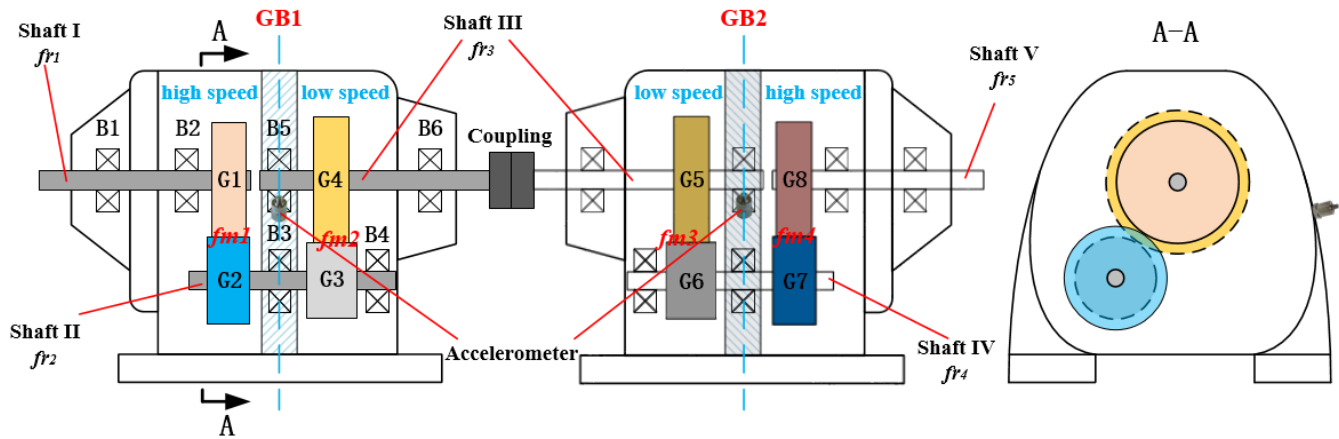 GB1
GB2
A
A-A
Shaft I
fr1
Shaft III
fr3
Shaft V
fr5
high speed
low speed
low speed
high speed
B1
B2
B5
B6
Coupling
G1
G4
G5
G8
fm1
fm2
fm3
fm4
B3
B4
G2
G3
G6
G7
Shaft II
fr2
Accelerometer
Shaft IV
fr4
A